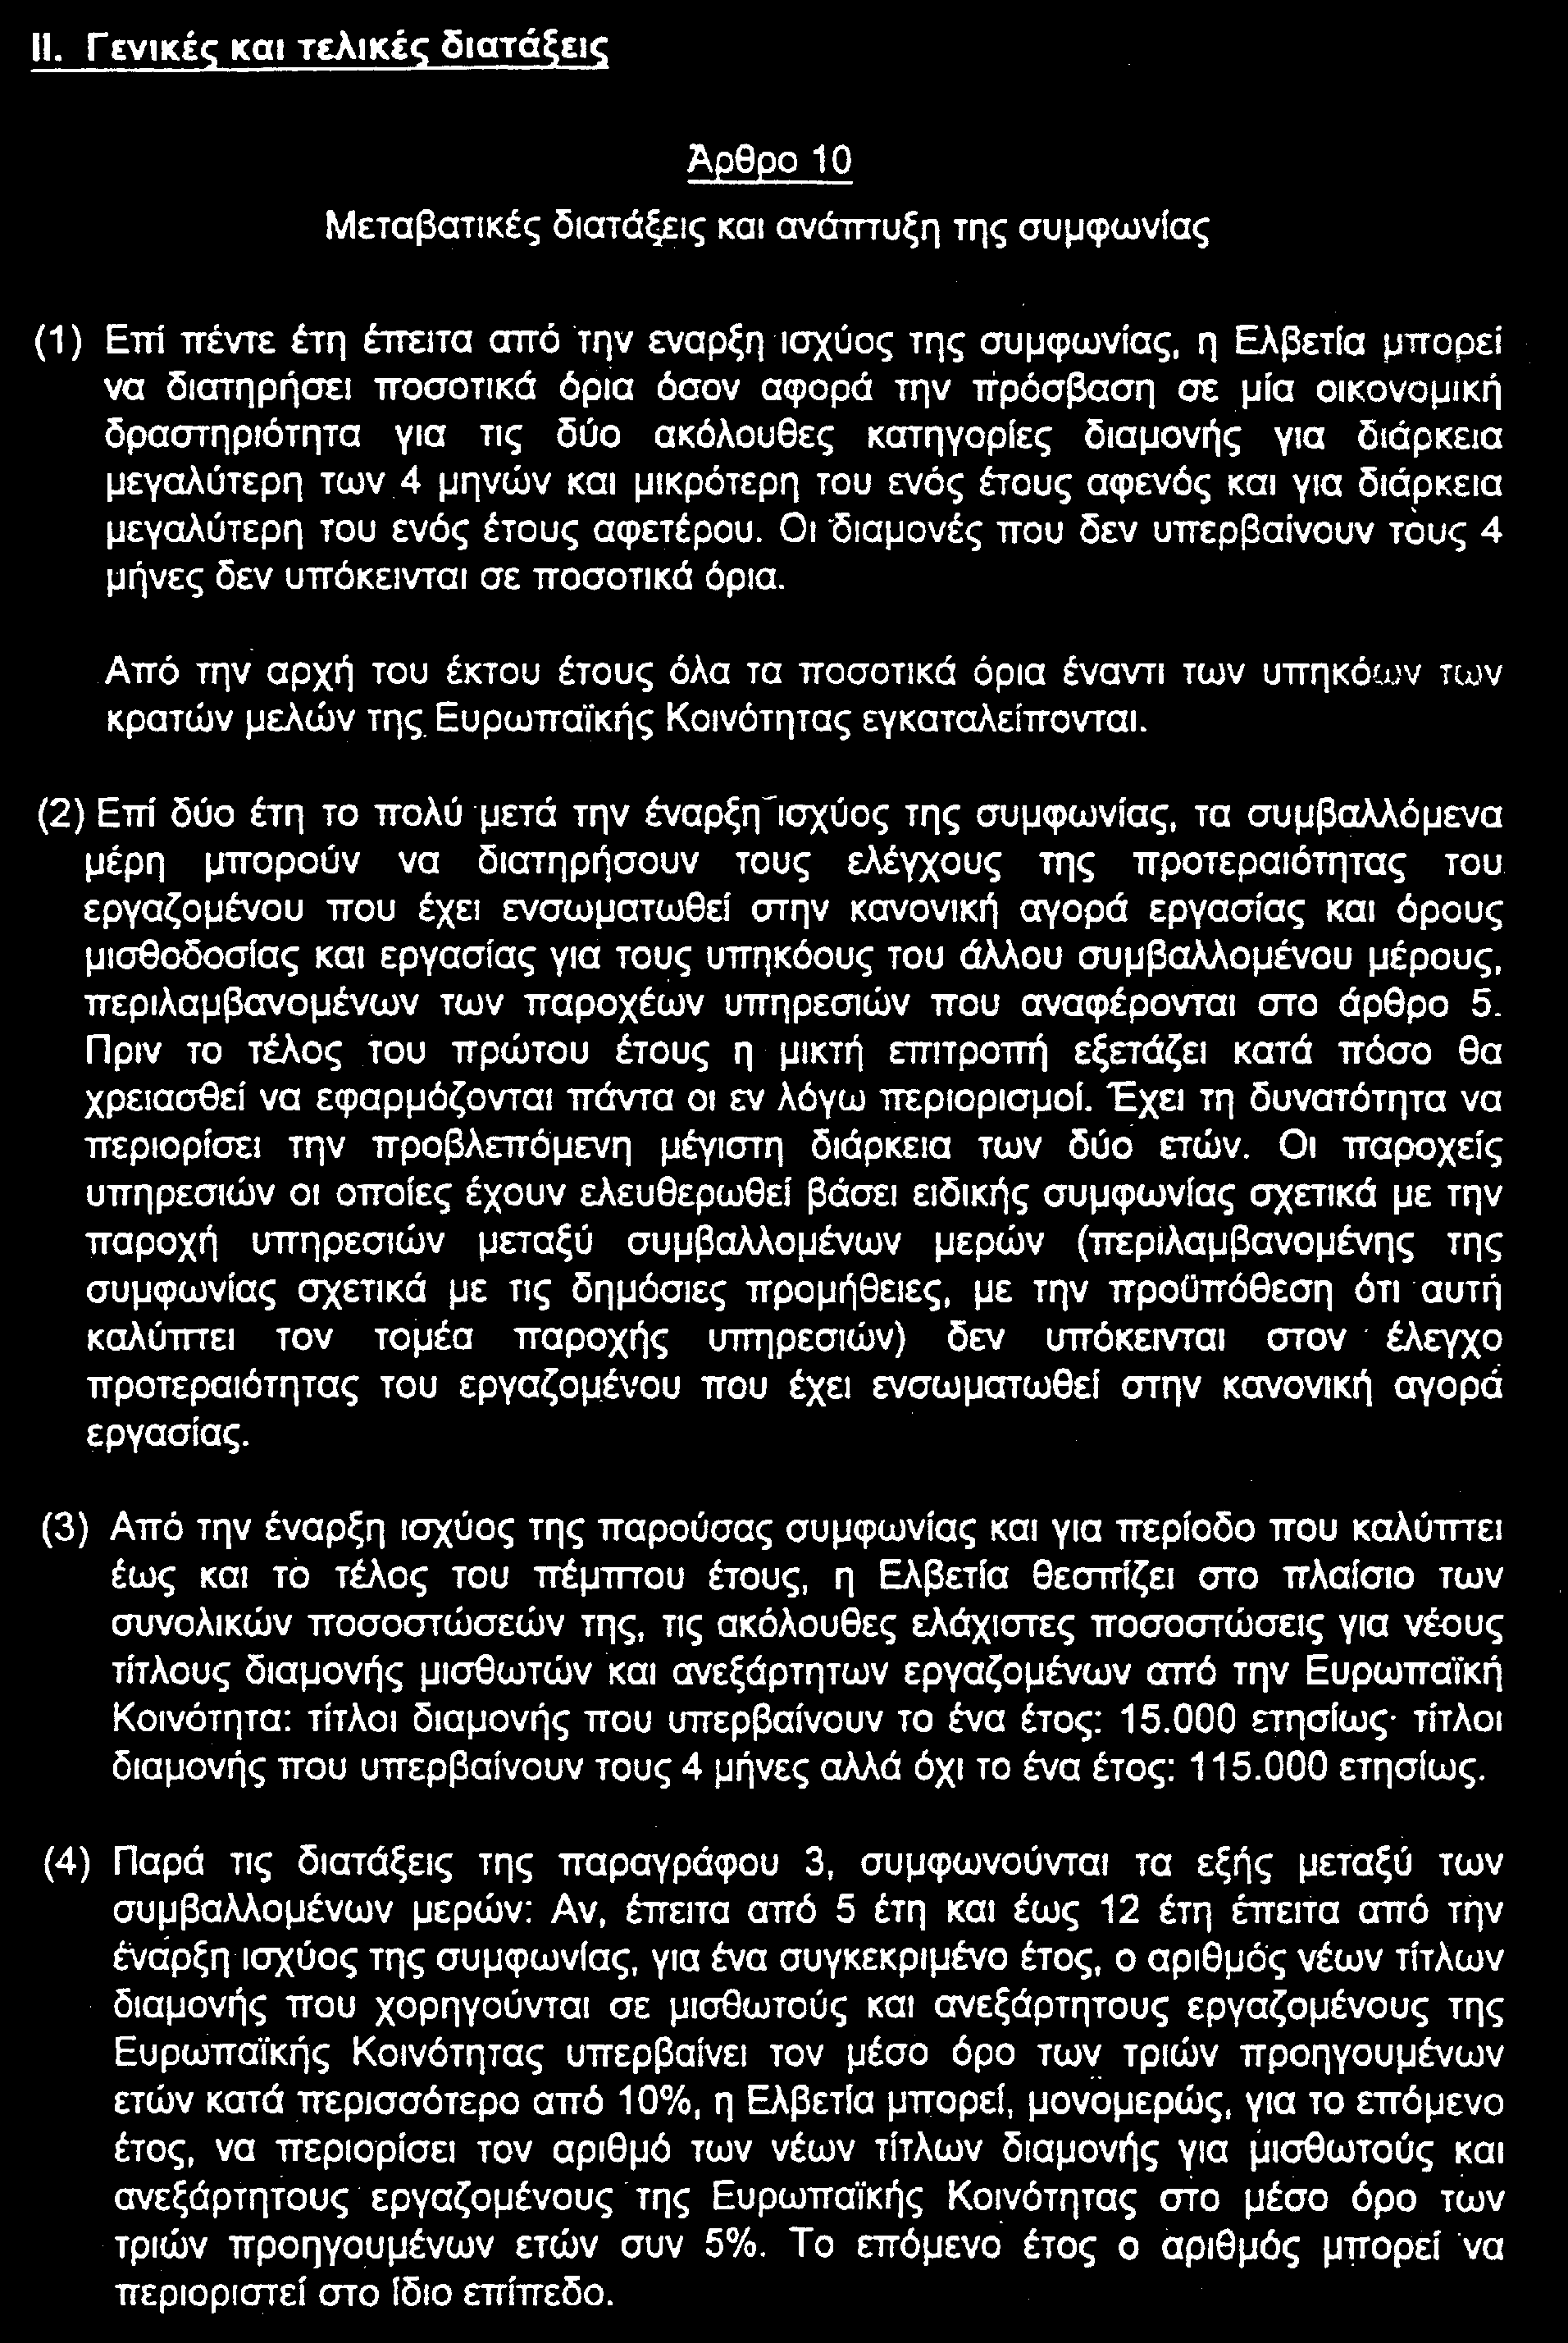 II. Γενικές και τελικές διατάξεις
Άρθρο 10
Μεταβατικές διατάξεις και ανάπτυξη της συμφωνίας
(1) Επί πέντε έτη έπειτα από την εναρξη ισχύος της συμφωνίας, η Ελβετία μπορεί
να διατηρήσει ποσοτικά όρια όσον αφορά την πρόσβαση σε μία οικονομική
δραστηριότητα για τις δύο ακόλουθες κατηγορίες διαμονής για διάρκεια
μεγαλύτερη των 4 μηνών και μικρότερη του ενός έτους αφενός και για διάρκεια
μεγαλύτερη του ενός έτους αφετέρου. Οι διαμονές που δεν υπερβαίνουν τους 4
μήνες δεν υπόκεινται σε ποσοτικά όρια.
Από την αρχή του έκτου έτους όλα τα ποσοτικά όρια έναντι των υπηκόων των
κρατών μελών της Ευρωπαϊκής Κοινότητας εγκαταλείπονται.
(2) Επί δύο έτη το πολύ μετά την έναρξη ισχύος της συμφωνίας, τα συμβαλλόμενα
μέρη μπορούν να διατηρήσουν τους ελέγχους της προτεραιότητας του
εργαζομένου που έχει ενσωματωθεί στην κανονική αγορά εργασίας και όρους
μισθοδοσίας και εργασίας για τους υπηκόους του άλλου συμβαλλομένου μέρους,
περιλαμβανομένων των παροχέων υπηρεσιών που αναφέρονται στο άρθρο 5.
Πριν το τέλος του πρώτου έτους η μικτή επιτροπή εξετάζει κατά πόσο θα
χρειασθεί να εφαρμόζονται πάντα οι εν λόγω περιορισμοί. Έχει τη δυνατότητα να
περιορίσει την προβλεπόμενη μέγιστη διάρκεια των δύο ετών. Οι παροχείς
υπηρεσιών οι οποίες έχουν ελευθερωθεί βάσει ειδικής συμφωνίας σχετικά με την
παροχή υπηρεσιών μεταξύ συμβαλλομένων μερών (περιλαμβανομένης της
συμφωνίας σχετικά με τις δημόσιες προμήθειες, με την προϋπόθεση ότι αυτή
καλύπτει τον τομέα παροχής υπηρεσιών) δεν υπόκεινται στον έλεγχο
προτεραιότητας του εργαζομένου που έχει ενσωματωθεί στην κανονική αγορά
εργασίας.
(3) Από την έναρξη ισχύος της παρούσας συμφωνίας και για περίοδο που καλύπτει
έως και το τέλος του πέμπτου έτους, η Ελβετία θεσπίζει στο πλαίσιο των
συνολικών ποσοστώσεών της, τις ακόλουθες ελάχιστες ποσοστώσεις για νέους
τίτλους διαμονής μισθωτών και ανεξάρτητων εργαζομένων από την Ευρωπαϊκή
Κοινότητα: τίτλοι διαμονής που υπερβαίνουν το ένα έτος: 15.000 ετησίως· τίτλοι
διαμονής που υπερβαίνουν τους 4 μήνες αλλά όχι το ένα έτος: 115.000 ετησίως.
(4) Παρά τις διατάξεις της παραγράφου 3, συμφωνούνται τα εξής μεταξύ των
συμβαλλομένων μερών: Αν, έπειτα από 5 έτη και έως 12 έτη έπειτα από την
έναρξη ισχύος της συμφωνίας, για ένα συγκεκριμένο έτος, ο αριθμός νέων τίτλων
διαμονής που χορηγούνται σε μισθωτούς και ανεξάρτητους εργαζομένους της
Ευρωπαϊκής Κοινότητας υπερβαίνει τον μέσο όρο των τριών προηγουμένων
ετών κατά περισσότερο από 10%, η Ελβετία μπορεί, μονομερώς, για το επόμενο
έτος, να περιορίσει τον αριθμό των νέων τίτλων διαμονής για μισθωτούς και
ανεξάρτητους εργαζομένους της Ευρωπαϊκής Κοινότητας στο μέσο όρο των
τριών προηγουμένων ετών συν 5%. Το επόμενο έτος ο αριθμός μπορεί να
περιοριστεί στο ίδιο επίπεδο.